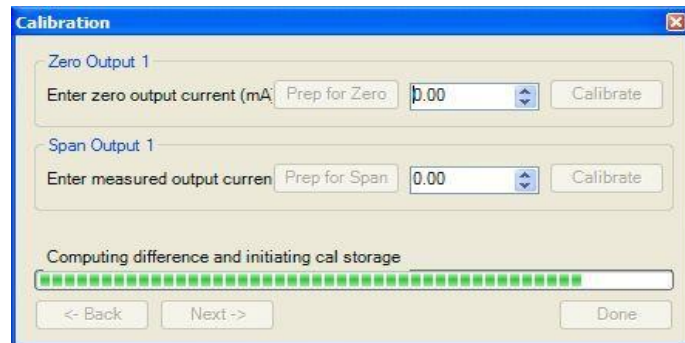 Calibration
Zero Output 1
Enter zero output current (mA Prep for Zero 0.00 Calibrate
Span Output 1
Enter measured output curren Prep for Span 0.00 Calibrate
Computing difference and initiating cal storage
<- Back Next -> Done